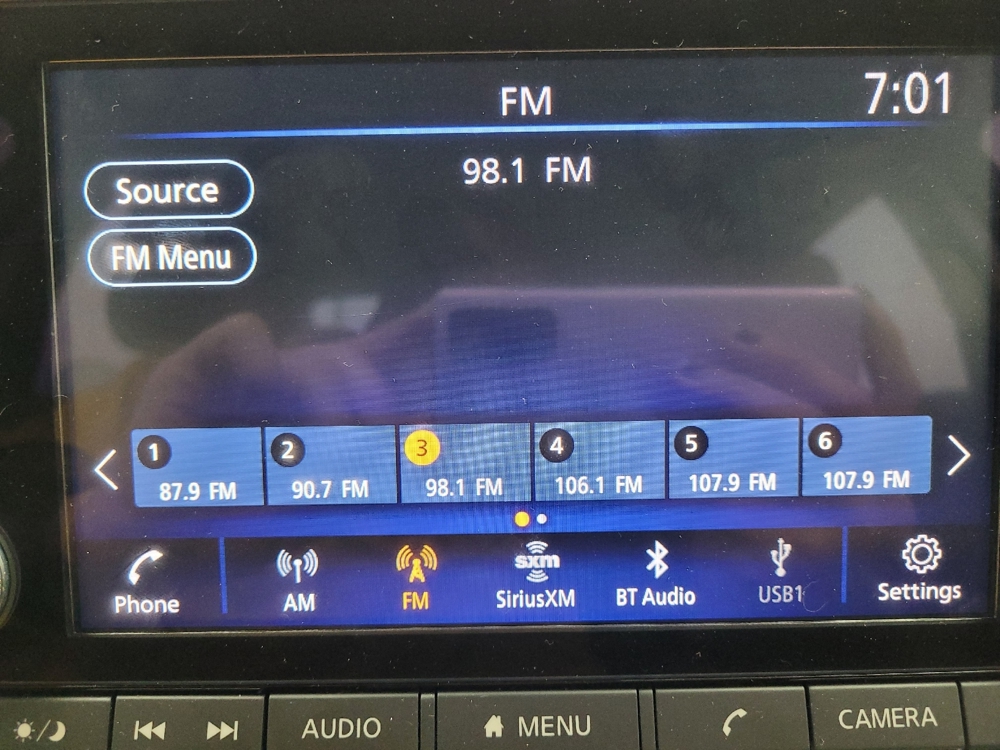 FM
7:01
98.1 FM
Source
FM Menu
1 2 3 4 5 6
87.9 FM 90.7 FM 98.1 FM 106.1 FM 107.9 FM 107.9 FM
sxm
Phone AM FM SiriusXM BT Audio USB1 Settings
AUDIO MENU CAMERA